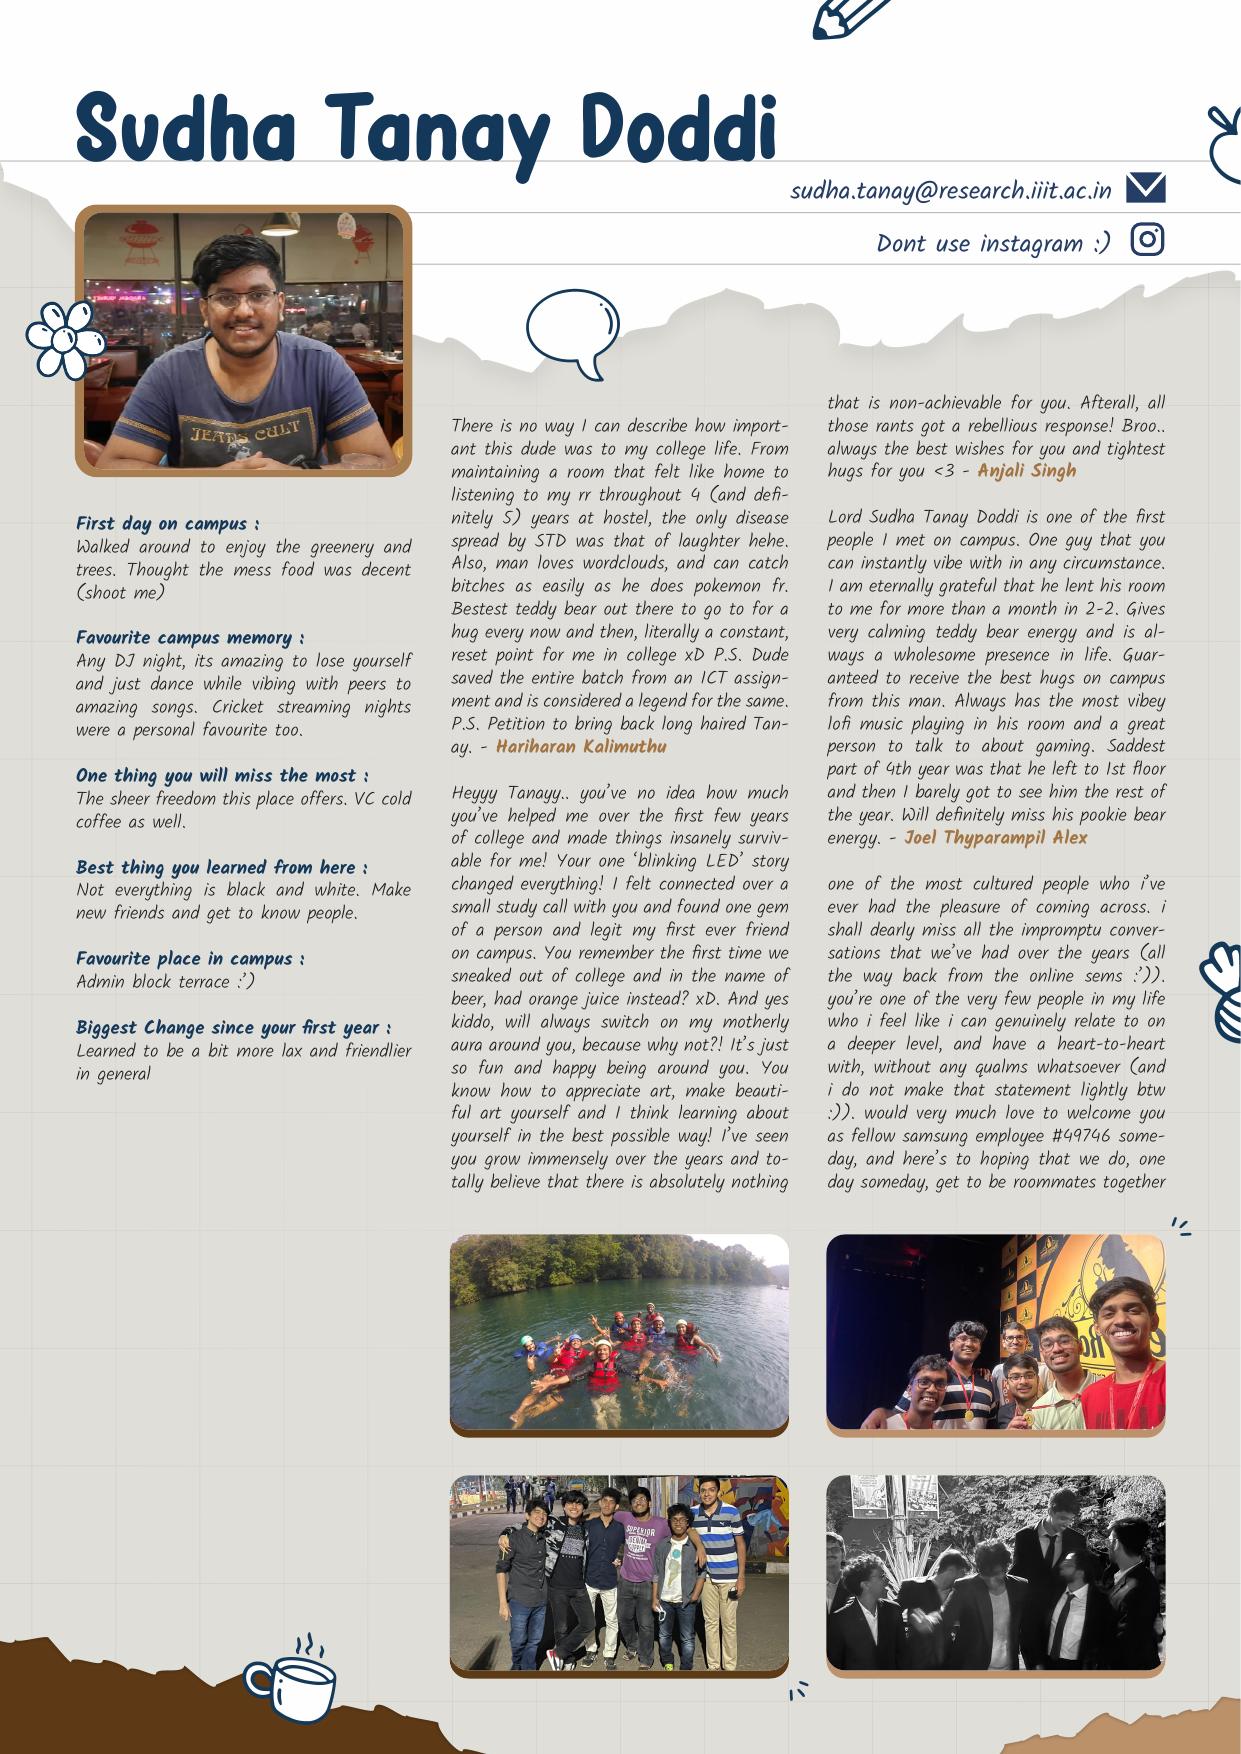 Sudha Tanay Doddi
sudha.tanay@research.iiit.ac.in
Dont use instagram :)
JEANS CULT
First day on campus :
Walked around to enjoy the greenery and
trees. Thought the mess food was decent
(shoot me)
Favourite campus memory :
Any DJ night, its amazing to lose yourself
and just dance while vibing with peers to
amazing songs. Cricket streaming nights
were a personal favourite too.
One thing you will miss the most :
The sheer freedom this place offers. VC cold
coffee as well.
Best thing you learned from here :
Not everything is black and white. Make
new friends and get to know people.
Favourite place in campus :
Admin block terrace :')
Biggest Change since your first year :
Learned to be a bit more lax and friendlier
in general
There is no way I can describe how import-
ant this dude was to my college life. From
maintaining a room that felt like home to
listening to my rr throughout 4 (and defi-
nitely 5) years at hostel, the only disease
spread by STD was that of laughter hehe.
Also, man loves wordclouds, and can catch
bitches as easily as he does pokemon fr.
Bestest teddy bear out there to go to for a
hug every now and then, literally a constant,
reset point for me in college xD P.S. Dude
saved the entire batch from an ICT assign-
ment and is considered a legend for the same.
P.S. Petition to bring back long haired Tan-
ay. - Hariharan Kalimuthu
Heyyy Tanayy.. you've no idea how much
you've helped me over the first few years
of college and made things insanely surviv-
able for me! Your one 'blinking LED' story
changed everything! I felt connected over a
small study call with you and found one gem
of a person and legit my first ever friend
on campus. You remember the first time we
sneaked out of college and in the name of
beer, had orange juice instead? xD. And yes
kiddo, will always switch on my motherly
aura around you, because why not?! It's just
so fun and happy being around you. You
know how to appreciate art, make beauti-
ful art yourself and I think learning about
yourself in the best possible way! I've seen
you grow immensely over the years and to-
tally believe that there is absolutely nothing
that is non-achievable for you. Afterall, all
those rants got a rebellious response! Broo..
always the best wishes for you and tightest
hugs for you <3 - Anjali Singh
Lord Sudha Tanay Doddi is one of the first
people I met on campus. One guy that you
can instantly vibe with in any circumstance.
I am eternally grateful that he lent his room
to me for more than a month in 2-2. Gives
very calming teddy bear energy and is al-
ways a wholesome presence in life. Guar-
anteed to receive the best hugs on campus
from this man. Always has the most vibey
lofi music playing in his room and a great
person to talk to about gaming. Saddest
part of 4th year was that he left to 1st floor
and then I barely got to see him the rest of
the year. Will definitely miss his pookie bear
energy. - Joel Thyparampil Alex
one of the most cultured people who i've
ever had the pleasure of coming across. i
shall dearly miss all the impromptu conver-
sations that we've had over the years (all
the way back from the online sems :')).
you're one of the very few people in my life
who i feel like i can genuinely relate to on
a deeper level, and have a heart-to-heart
with, without any qualms whatsoever (and
i do not make that statement lightly btw
:)). would very much love to welcome you
as fellow samsung employee #49746 some-
day, and here's to hoping that we do, one
day someday, get to be roommates together
SUPERIOR